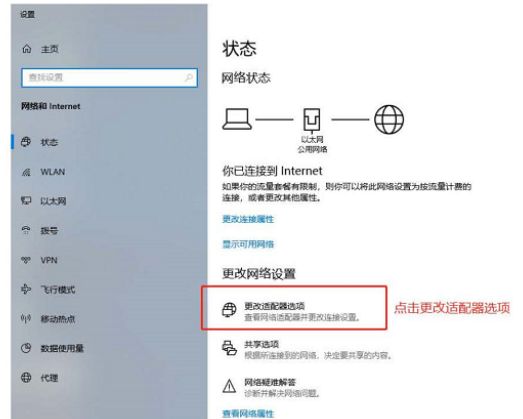 设置
主页
查找设置
网络和 Internet
状态
WLAN
以太网
拨号
VPN
飞行模式
移动热点
数据使用量
代理
状态
网络状态
以太网
公用网络
你已连接到 Internet
如果你的流量套餐有限制，则你可以将此网络设置为按流量计费的
连接，或者更改其他属性。
更改连接属性
显示可用网络
更改网络设置
更改适配器选项
查看网络适配器并更改连接设置。
点击更改适配器选项
共享选项
根据所连接到的网络，决定要共享的内容。
网络疑难解答
诊断并解决网络问题。
查看网络属性